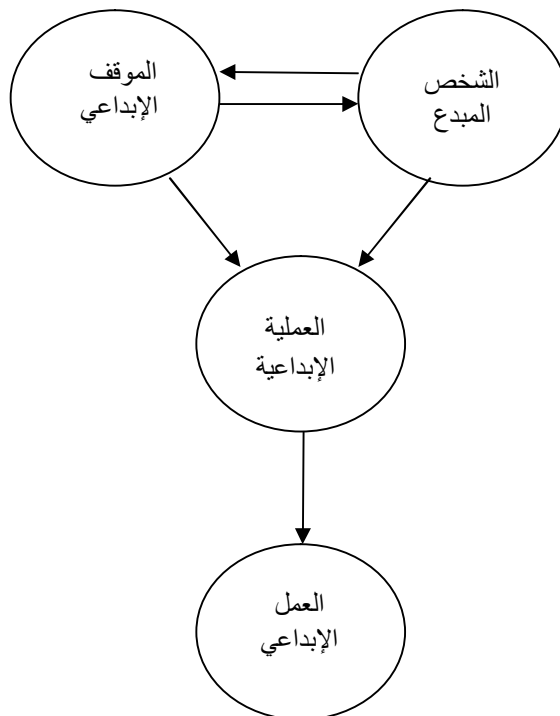 الشخص
المبدع
الموقف
الإبداعي
العملية
الإبداعية
العمل
الإبداعي